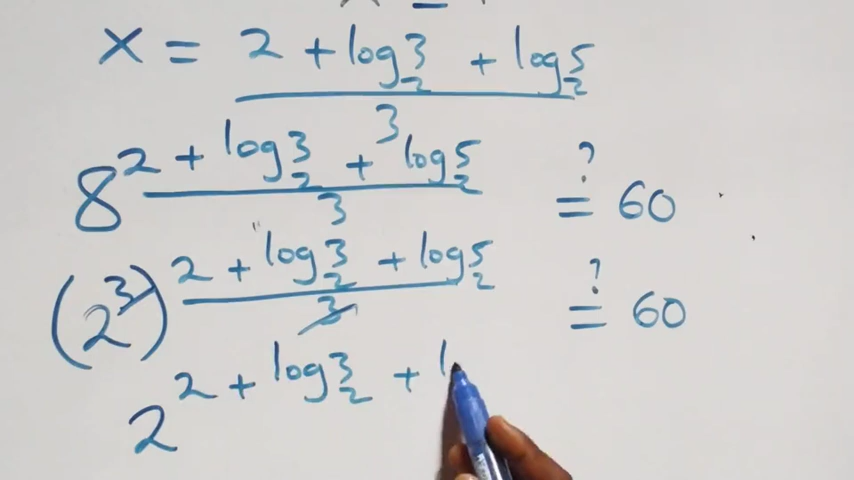 x = (2 + log₂3 + log₂5)/3
8^((2 + log₂3 + log₂5)/3) ?= 60
(2³)^((2 + log₂3 + log₂5)/3) ?= 60
2^(2 + log₂3 + l